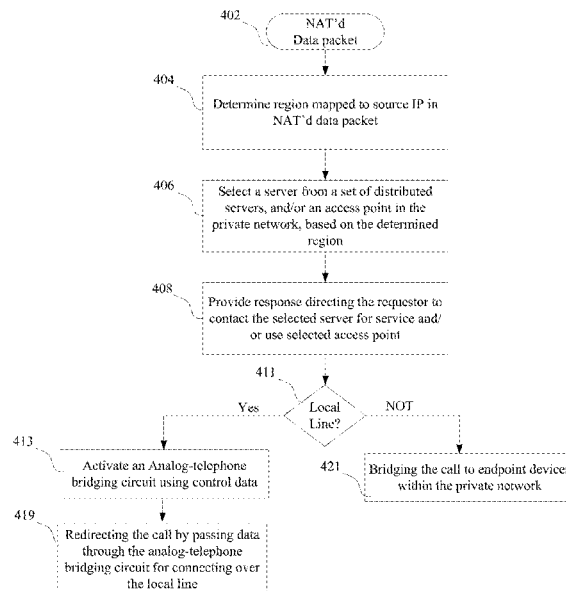 402
NAT'd
Data packet
404
Determine region mapped to source IP in
NAT'd data packet
406
Select a server from a set of distributed
servers, and/or an access point in the
private network, based on the determined
region
408
Provide response directing the requestor to
contact the selected server for service and/
or use selected access point
411
Local
Line?
Yes
NOT
413
Activate an Analog-telephone
bridging circuit using control data
421
Bridging the call to endpoint devices
within the private network
419
Redirecting the call by passing data
through the analog-telephone
bridging circuit for connecting over
the local line